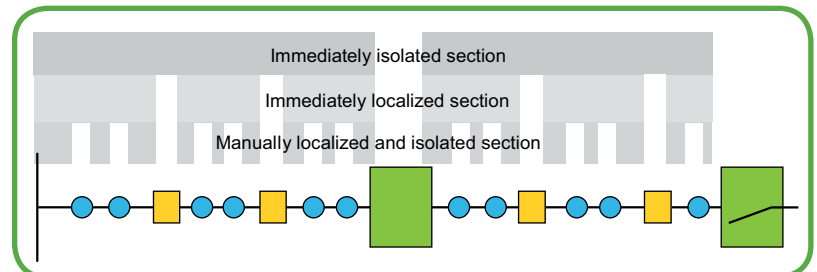 Immediately isolated section
Immediately localized section
Manually localized and isolated section